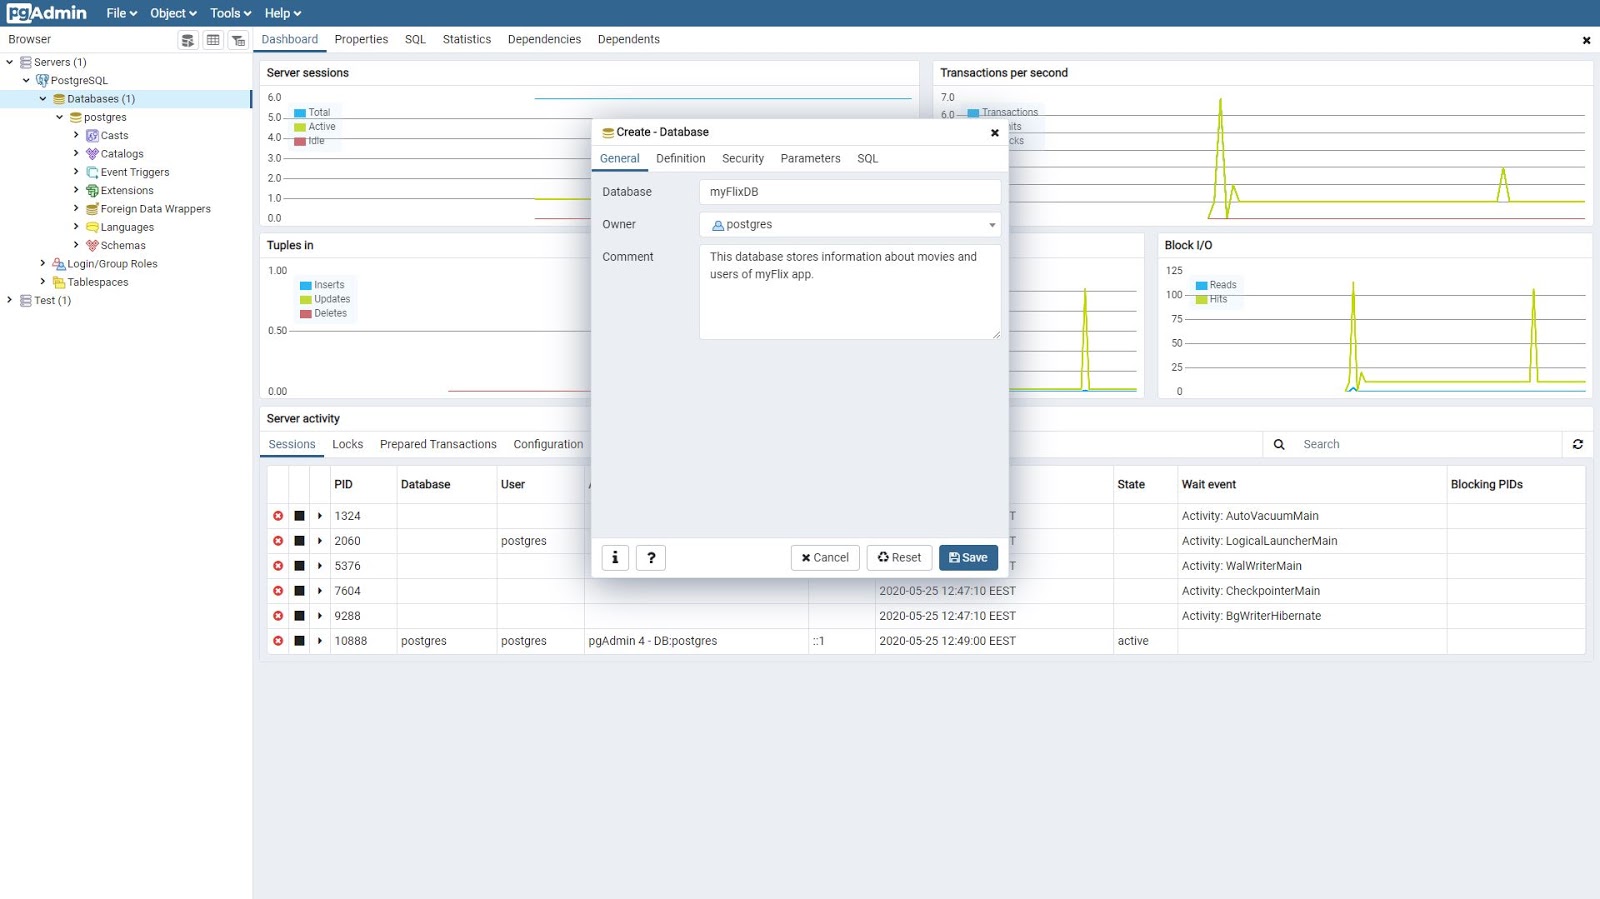 pgAdmin File Object Tools Help
Browser
Dashboard Properties SQL Statistics Dependencies Dependents
Servers (1)
PostgreSQL
Databases (1)
postgres
Casts
Catalogs
Event Triggers
Extensions
Foreign Data Wrappers
Languages
Schemas
Login/Group Roles
Tablespaces
Test (1)
Server sessions
6.0
5.0
4.0
3.0
2.0
1.0
0.0
Total
Active
Idle
Transactions per second
7.0
6.0
Transactions
Create - Database
General Definition Security Parameters SQL
Database myFlixDB
Owner postgres
Comment This database stores information about movies and
users of myFlix app.
i ? Cancel Reset Save
Tuples in
1.00
0.50
0.00
Inserts
Updates
Deletes
Block I/O
125
100
75
50
25
0
Reads
Hits
Server activity
Sessions Locks Prepared Transactions Configuration
Search
PID Database User State Wait event Blocking PIDs
1324 Activity: AutoVacuumMain
2060 postgres Activity: LogicalLauncherMain
5376 Activity: WalWriterMain
7604 2020-05-25 12:47:10 EEST Activity: CheckpointerMain
9288 2020-05-25 12:47:10 EEST Activity: BgWriterHibernate
10888 postgres postgres pgAdmin 4 - DB:postgres ::1 2020-05-25 12:49:00 EEST active